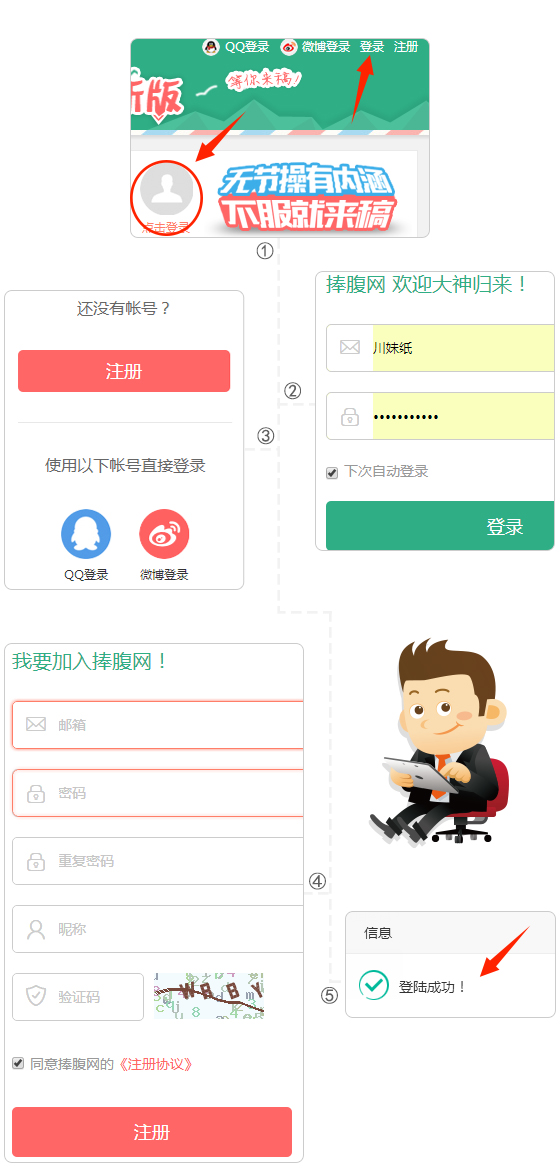 QQ登录 微博登录 登录 注册
新版
等你来稿
无节操有内涵
不服就来稿
点击登录
①
还没有帐号？
注册
使用以下帐号直接登录
QQ登录 微博登录
②
③
捧腹网 欢迎大神归来！
川妹纸
•••••••••••
下次自动登录
登录
我要加入捧腹网！
邮箱
密码
重复密码
昵称
验证码
W8BY
同意捧腹网的《注册协议》
注册
④
⑤
信息
登陆成功！